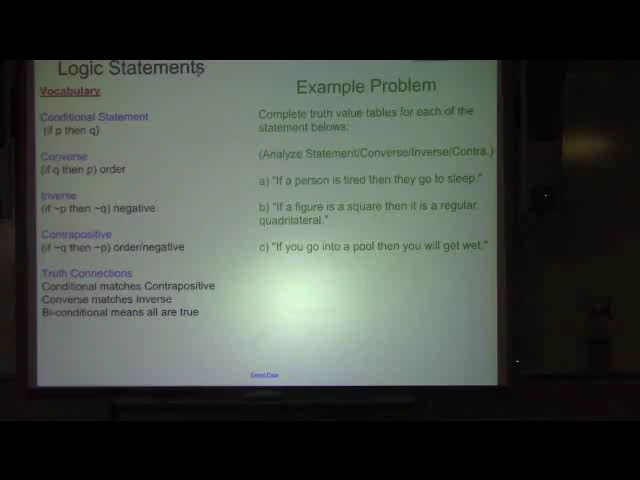 Logic Statements
Vocabulary
Conditional Statement
(if p then q)
Converse
(if q then p) order
Inverse
(if ~p then ~q) negative
Contrapositive
(if ~q then ~p) order/negative
Truth Connections
Conditional matches Contrapositive
Converse matches Inverse
Bi-conditional means all are true
Example Problem
Complete truth value tables for each of the
statement belows:
(Analyze Statement/Converse/Inverse/Contra.)
a) "If a person is tired then they go to sleep."
b) "If a figure is a square then it is a regular
quadrilateral."
c) "If you go into a pool then you will get wet."